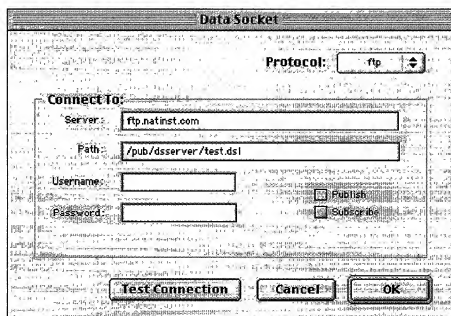 Data Socket
Protocol: ftp
Connect To:
Server: ftp.natinst.com
Path: /pub/dsserver/test.dsl
Username:
Publish
Password:
Subscribe
Test Connection Cancel OK